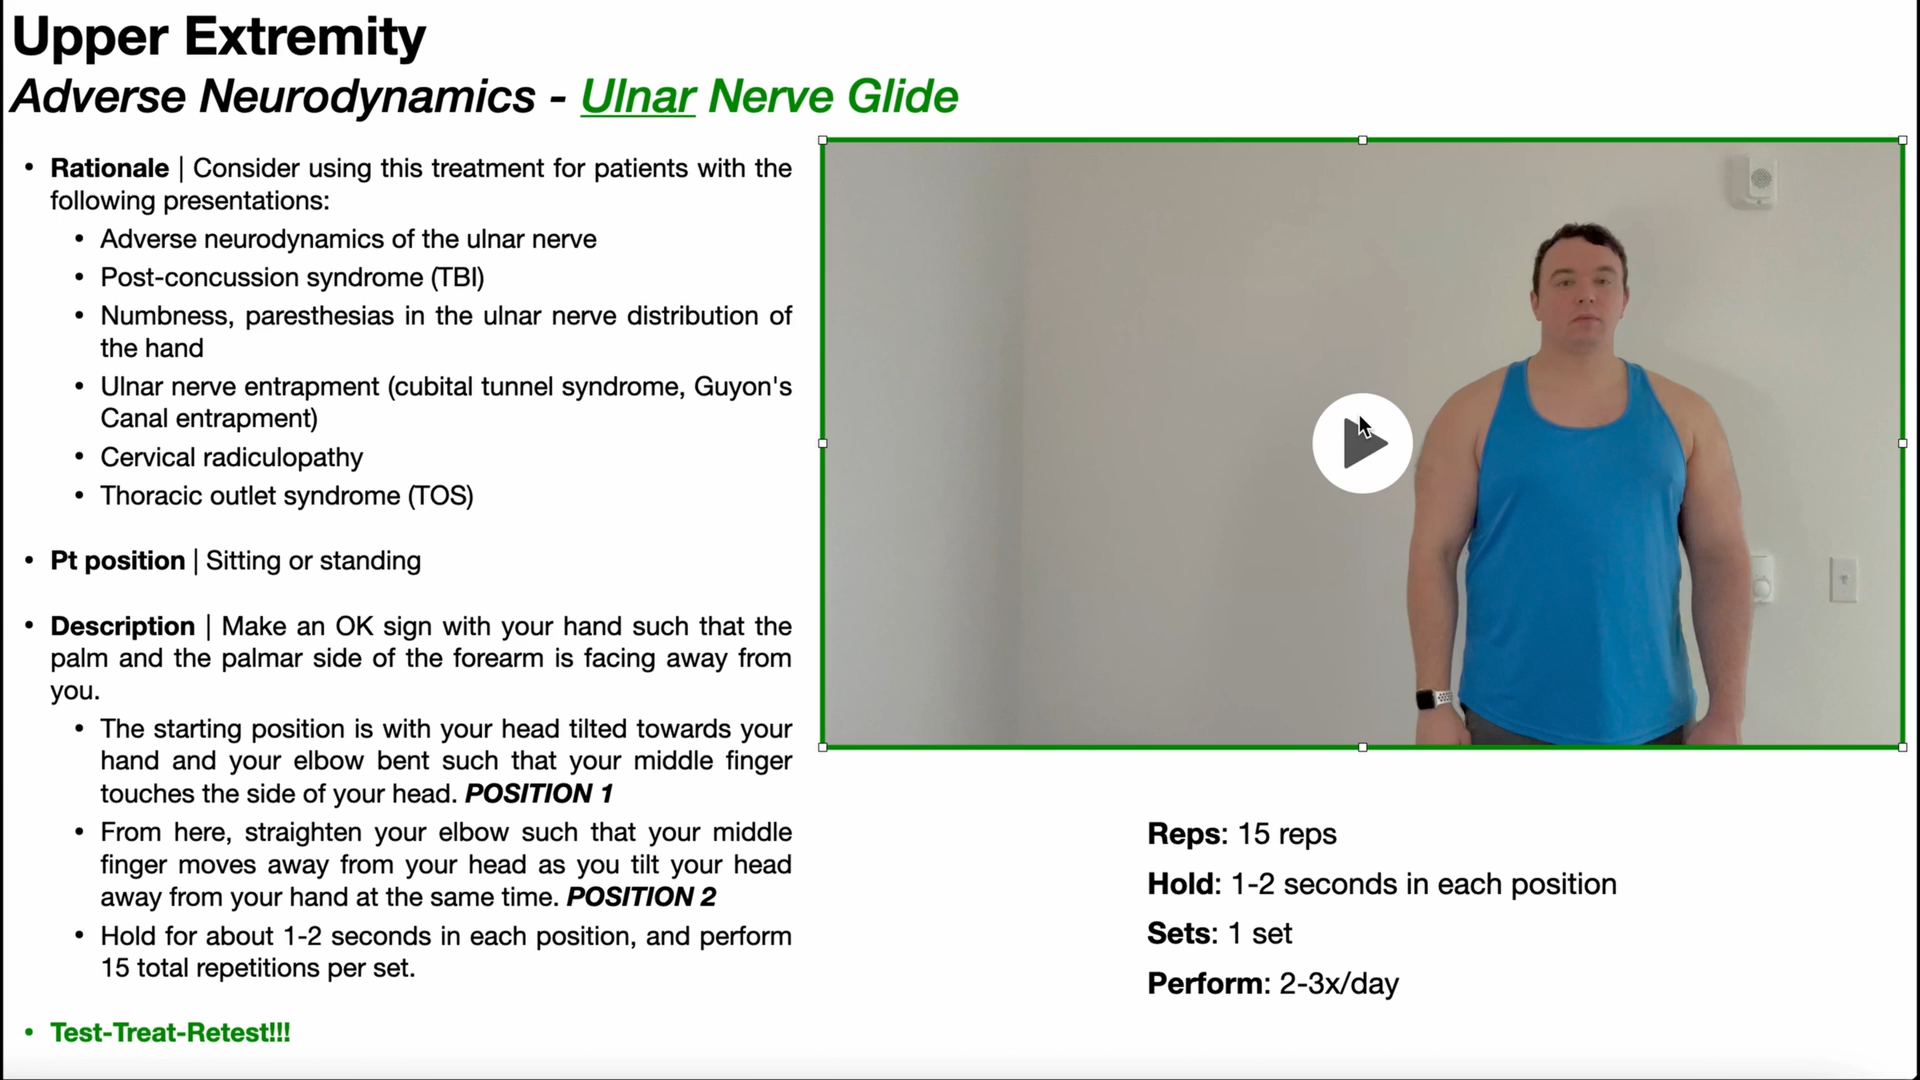 Upper Extremity
Adverse Neurodynamics - Ulnar Nerve Glide
• Rationale | Consider using this treatment for patients with the
following presentations:
• Adverse neurodynamics of the ulnar nerve
• Post-concussion syndrome (TBI)
• Numbness, paresthesias in the ulnar nerve distribution of
the hand
• Ulnar nerve entrapment (cubital tunnel syndrome, Guyon's
Canal entrapment)
• Cervical radiculopathy
• Thoracic outlet syndrome (TOS)
• Pt position | Sitting or standing
• Description | Make an OK sign with your hand such that the
palm and the palmar side of the forearm is facing away from
you.
• The starting position is with your head tilted towards your
hand and your elbow bent such that your middle finger
touches the side of your head. POSITION 1
• From here, straighten your elbow such that your middle
finger moves away from your head as you tilt your head
away from your hand at the same time. POSITION 2
• Hold for about 1-2 seconds in each position, and perform
15 total repetitions per set.
• Test-Treat-Retest!!!
Reps: 15 reps
Hold: 1-2 seconds in each position
Sets: 1 set
Perform: 2-3x/day